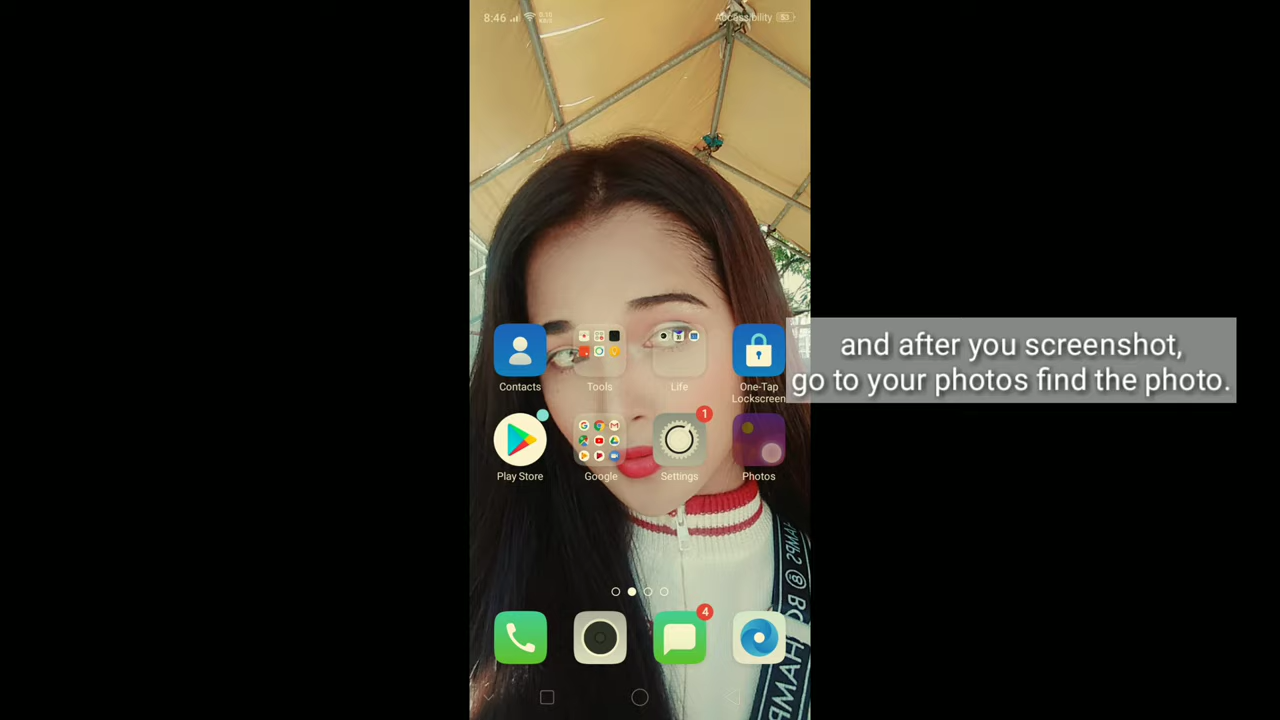 8:46
Accessibility
53
and after you screenshot,
go to your photos find the photo.
Contacts
Tools
Life
One-Tap
Lockscreen
1
Play Store
Google
Settings
Photos
4